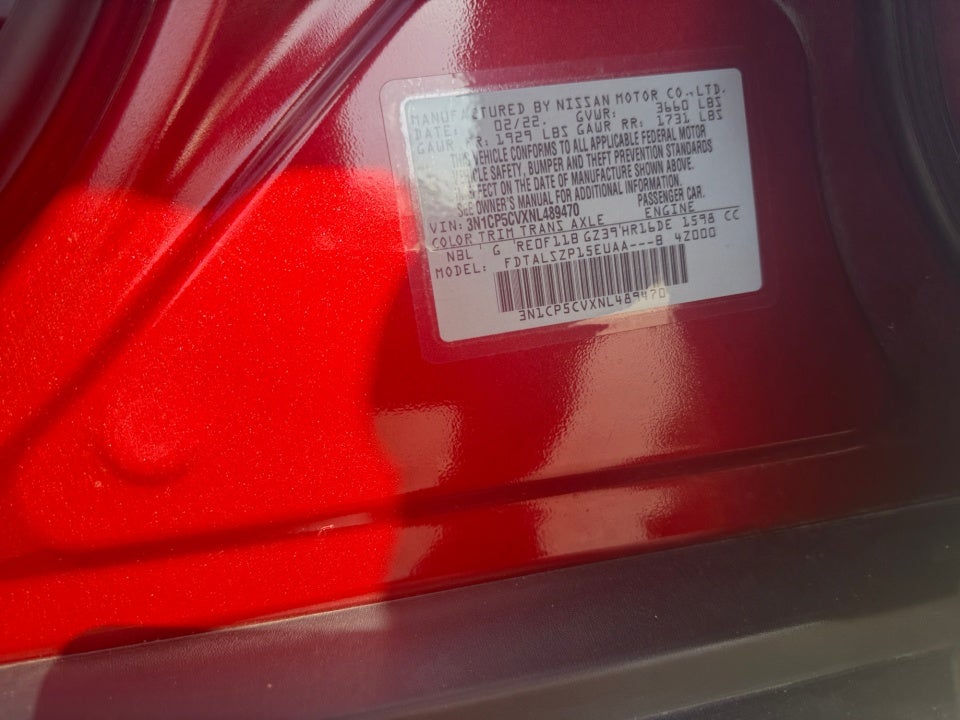 MANUFACTURED BY NISSAN MOTOR CO.,LTD.
DATE: 02/22. GVWR: 3660 LBS
GAWR FR: 1929 LBS GAWR RR: 1731 LBS
THIS VEHICLE CONFORMS TO ALL APPLICABLE FEDERAL MOTOR
VEHICLE SAFETY, BUMPER AND THEFT PREVENTION STANDARDS
IN EFFECT ON THE DATE OF MANUFACTURE SHOWN ABOVE.
SEE OWNER'S MANUAL FOR ADDITIONAL INFORMATION.
VIN: 3N1CP5CVXNL489470 PASSENGER CAR.
COLOR TRIM TRANS AXLE ENGINE
NBL G RE0F11B GZ39 HR16DE 1598 CC
MODEL: FDTALSZP15EUAA---B 4Z000
3N1CP5CVXNL489470